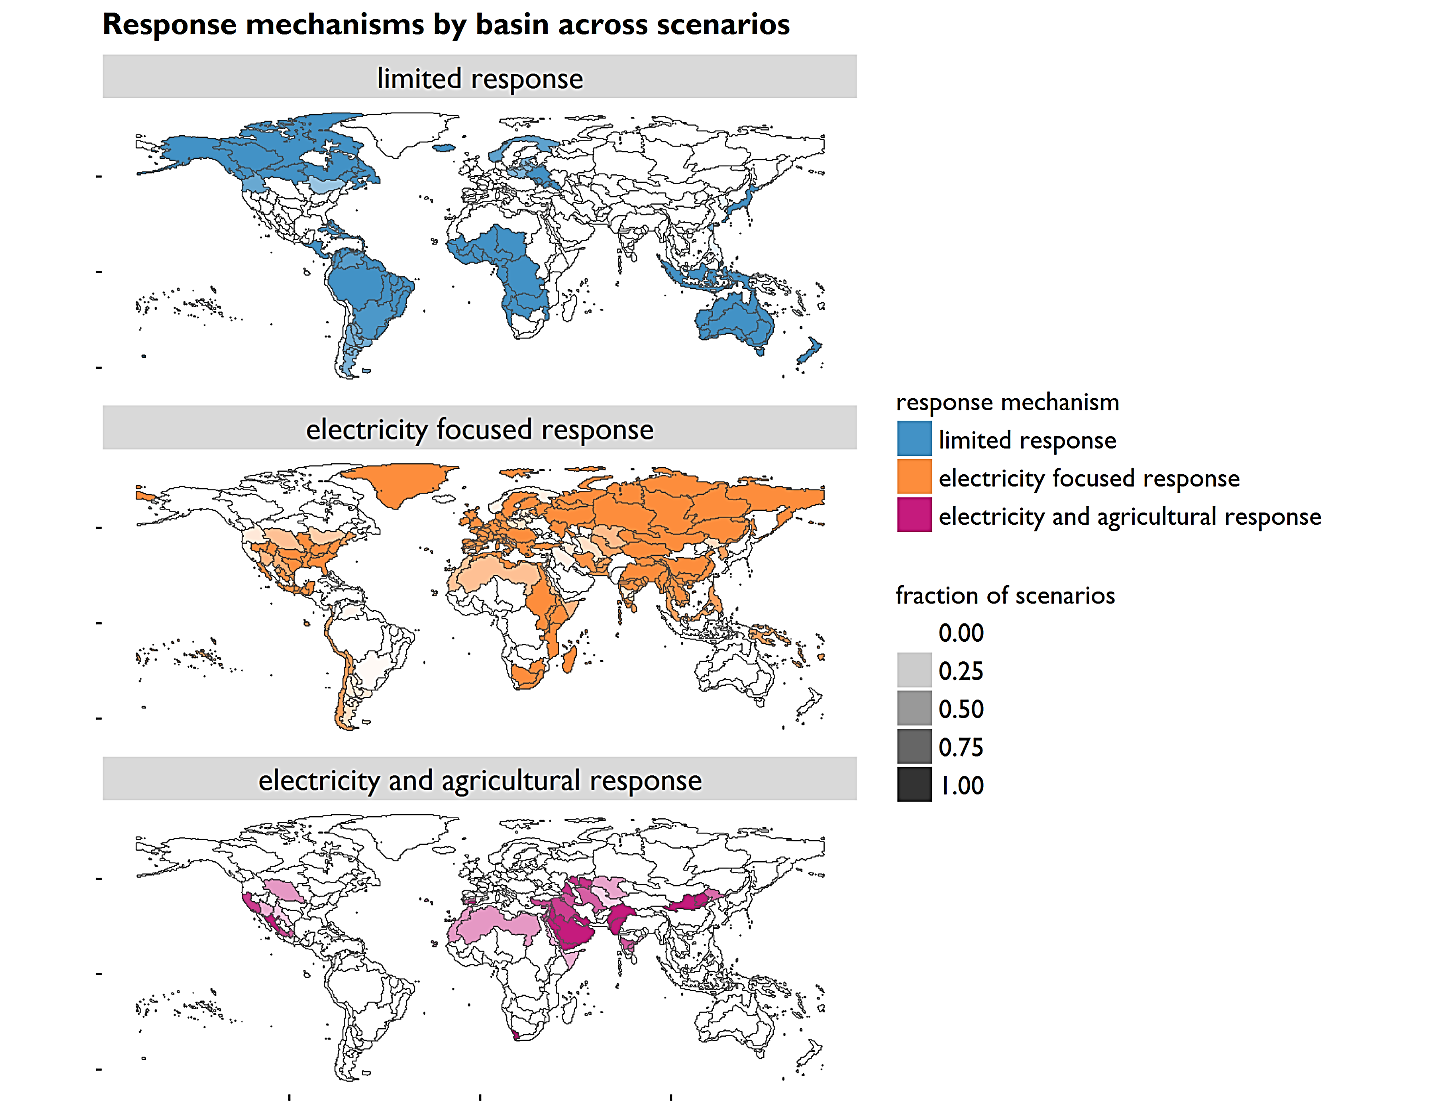 Response mechanisms by basin across scenarios
limited response
electricity focused response
electricity and agricultural response
response mechanism
limited response
electricity focused response
electricity and agricultural response
fraction of scenarios
0.00
0.25
0.50
0.75
1.00